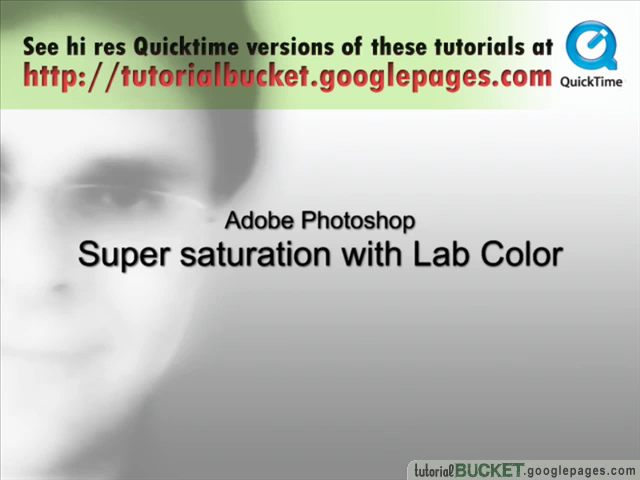 See hi res Quicktime versions of these tutorials at
http://tutorialbucket.googlepages.com
QuickTime
Adobe Photoshop
Super saturation with Lab Color
tutorialBUCKET.googlepages.com